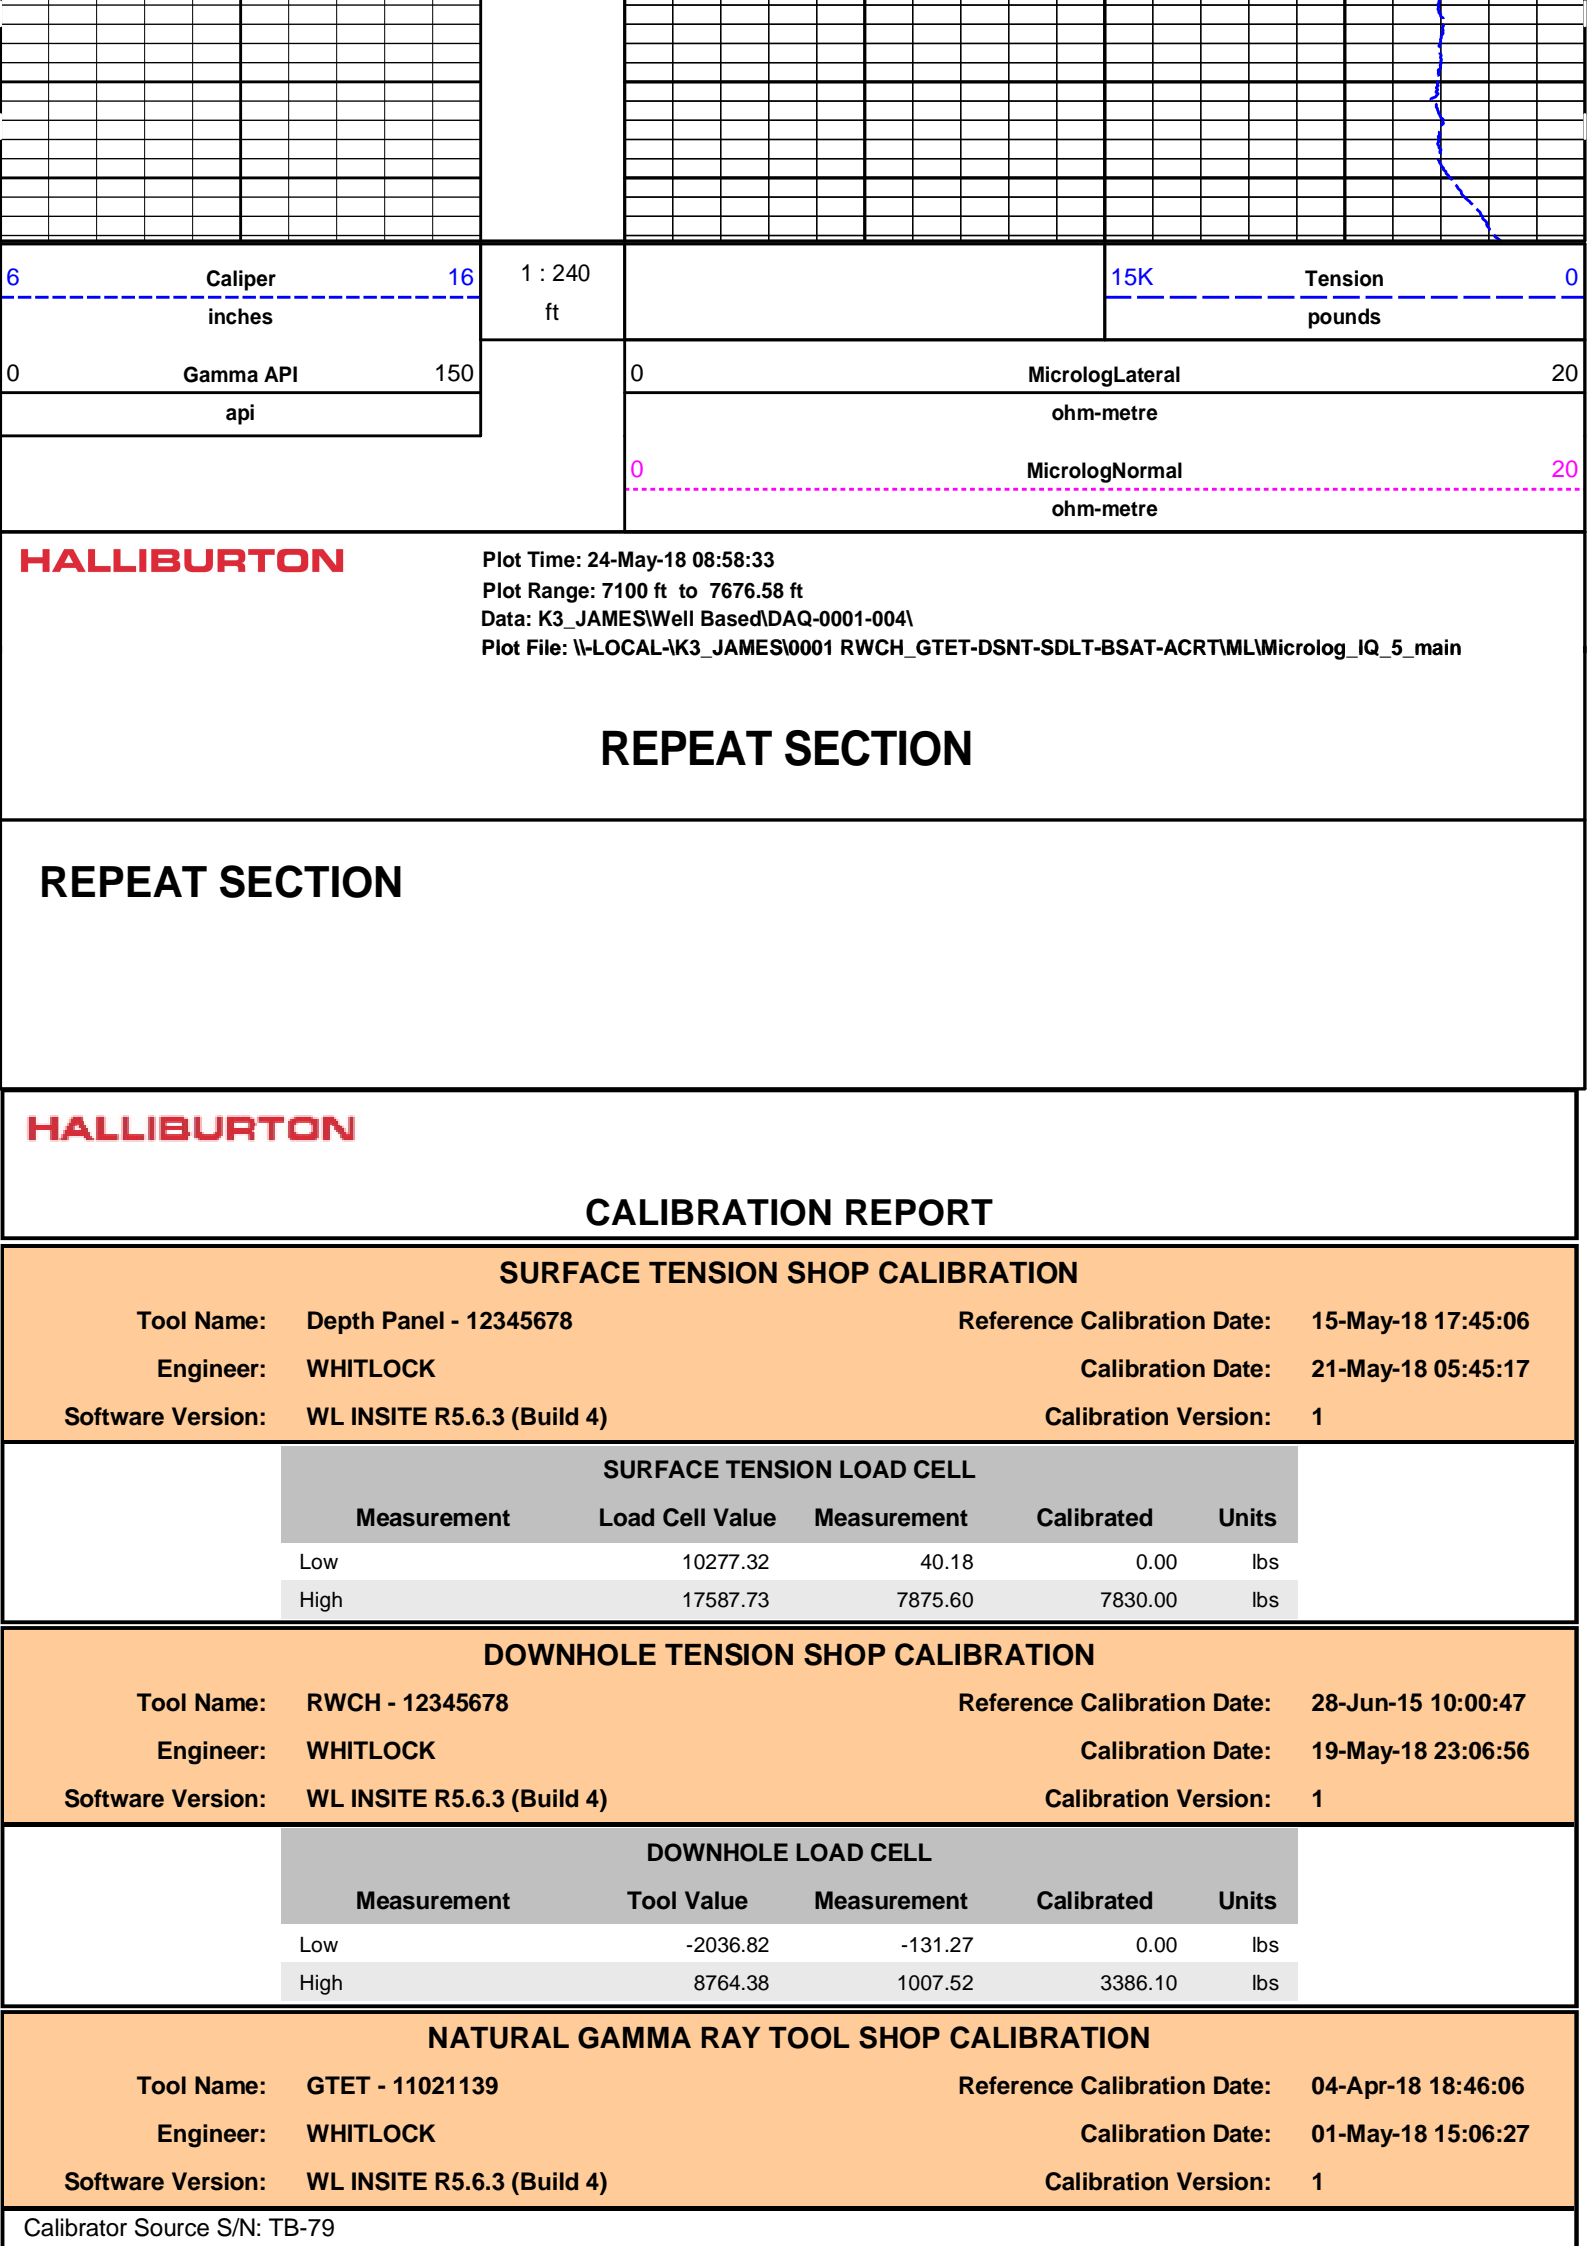 6 Caliper 16 1 : 240 15K Tension 0
inches ft pounds
0 Gamma API 150 0 MicrologLateral 20
api ohm-metre
0 MicrologNormal 20
ohm-metre
HALLIBURTON Plot Time: 24-May-18 08:58:33
Plot Range: 7100 ft to 7676.58 ft
Data: K3_JAMES\Well Based\DAQ-0001-004\
Plot File: \\-LOCAL-\K3_JAMES\0001 RWCH_GTET-DSNT-SDLT-BSAT-ACRT\ML\Microlog_IQ_5_main
REPEAT SECTION
REPEAT SECTION
HALLIBURTON
CALIBRATION REPORT
SURFACE TENSION SHOP CALIBRATION
Tool Name: Depth Panel - 12345678 Reference Calibration Date: 15-May-18 17:45:06
Engineer: WHITLOCK Calibration Date: 21-May-18 05:45:17
Software Version: WL INSITE R5.6.3 (Build 4) Calibration Version: 1
SURFACE TENSION LOAD CELL
Measurement Load Cell Value Measurement Calibrated Units
Low 10277.32 40.18 0.00 lbs
High 17587.73 7875.60 7830.00 lbs
DOWNHOLE TENSION SHOP CALIBRATION
Tool Name: RWCH - 12345678 Reference Calibration Date: 28-Jun-15 10:00:47
Engineer: WHITLOCK Calibration Date: 19-May-18 23:06:56
Software Version: WL INSITE R5.6.3 (Build 4) Calibration Version: 1
DOWNHOLE LOAD CELL
Measurement Tool Value Measurement Calibrated Units
Low -2036.82 -131.27 0.00 lbs
High 8764.38 1007.52 3386.10 lbs
NATURAL GAMMA RAY TOOL SHOP CALIBRATION
Tool Name: GTET - 11021139 Reference Calibration Date: 04-Apr-18 18:46:06
Engineer: WHITLOCK Calibration Date: 01-May-18 15:06:27
Software Version: WL INSITE R5.6.3 (Build 4) Calibration Version: 1
Calibrator Source S/N: TB-79